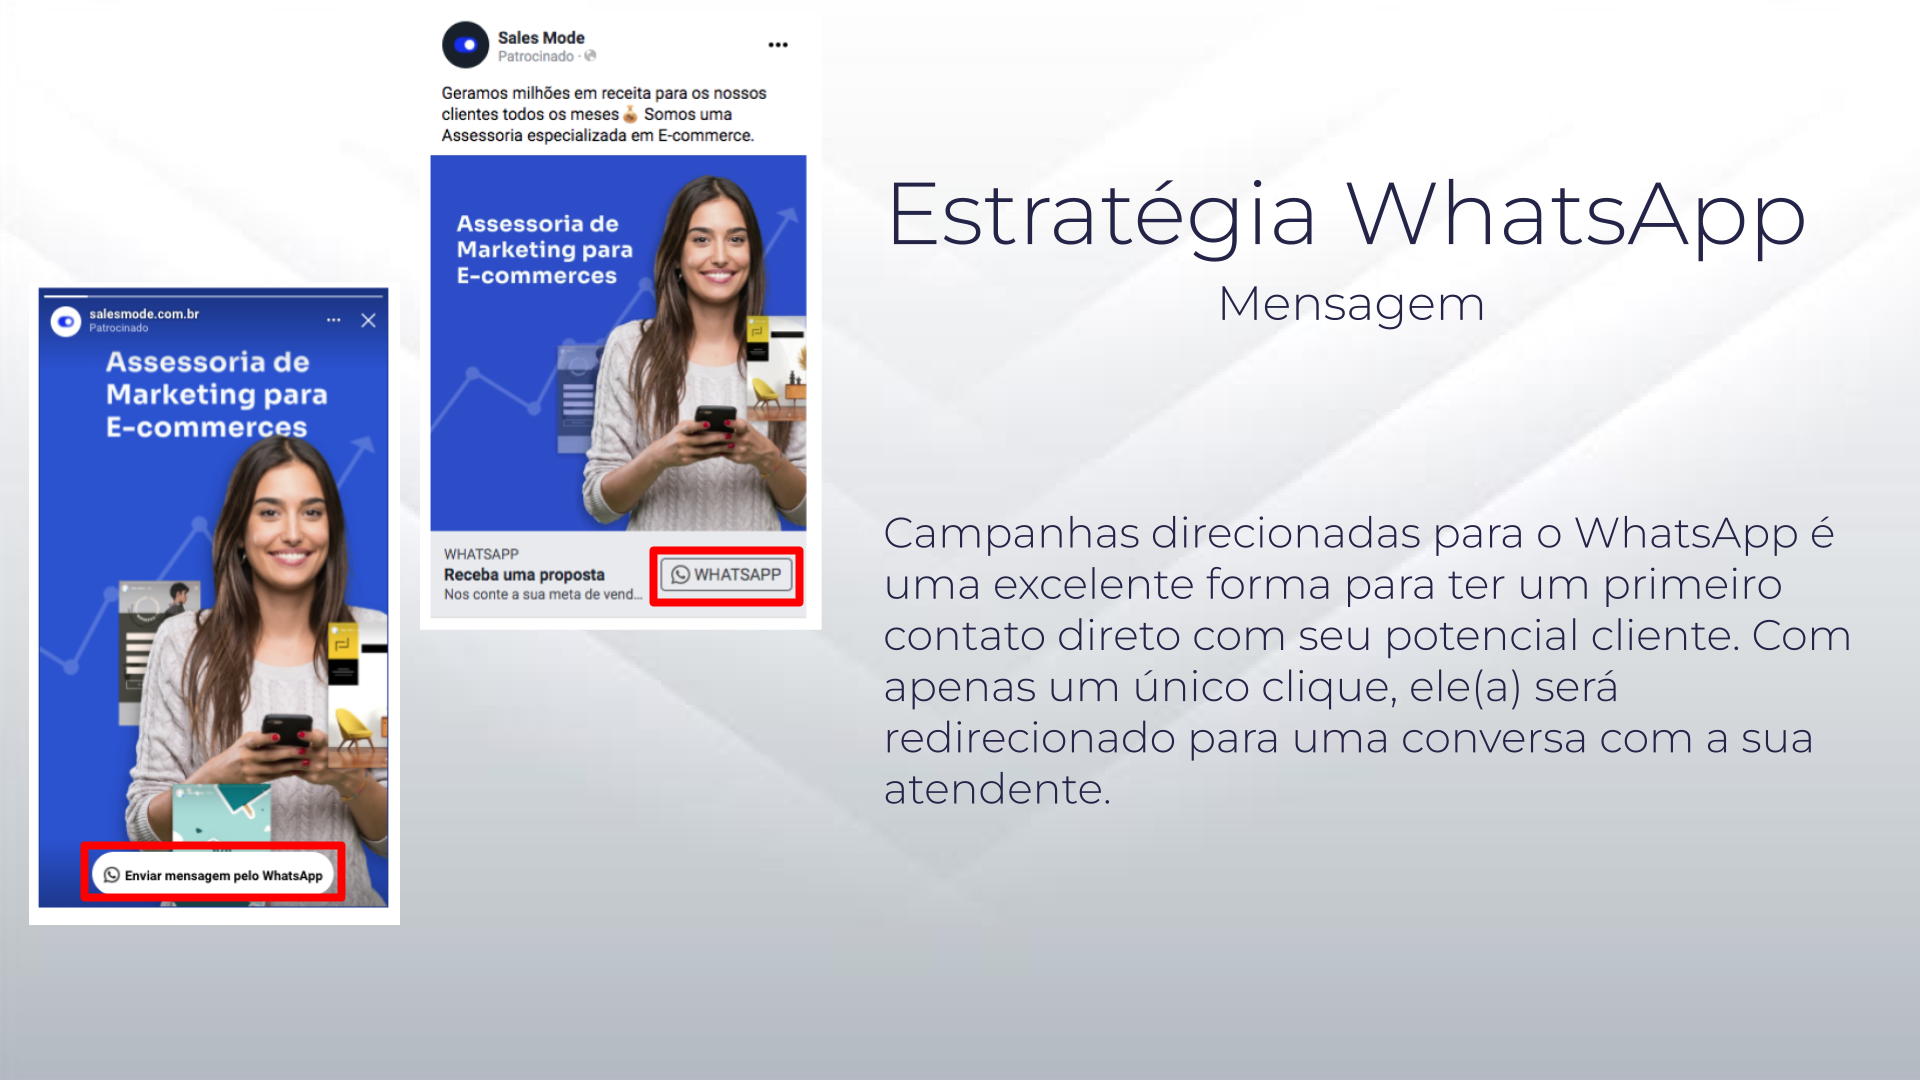 Sales Mode
Patrocinado ·
Geramos milhões em receita para os nossos
clientes todos os meses💰 Somos uma
Assessoria especializada em E-commerce.
Assessoria de
Marketing para
E-commerces
WHATSAPP
Receba uma proposta
Nos conte a sua meta de vend...
WHATSAPP
salesmode.com.br
Patrocinado
Assessoria de
Marketing para
E-commerces
Enviar mensagem pelo WhatsApp
Estratégia WhatsApp
Mensagem
Campanhas direcionadas para o WhatsApp é
uma excelente forma para ter um primeiro
contato direto com seu potencial cliente. Com
apenas um único clique, ele(a) será
redirecionado para uma conversa com a sua
atendente.